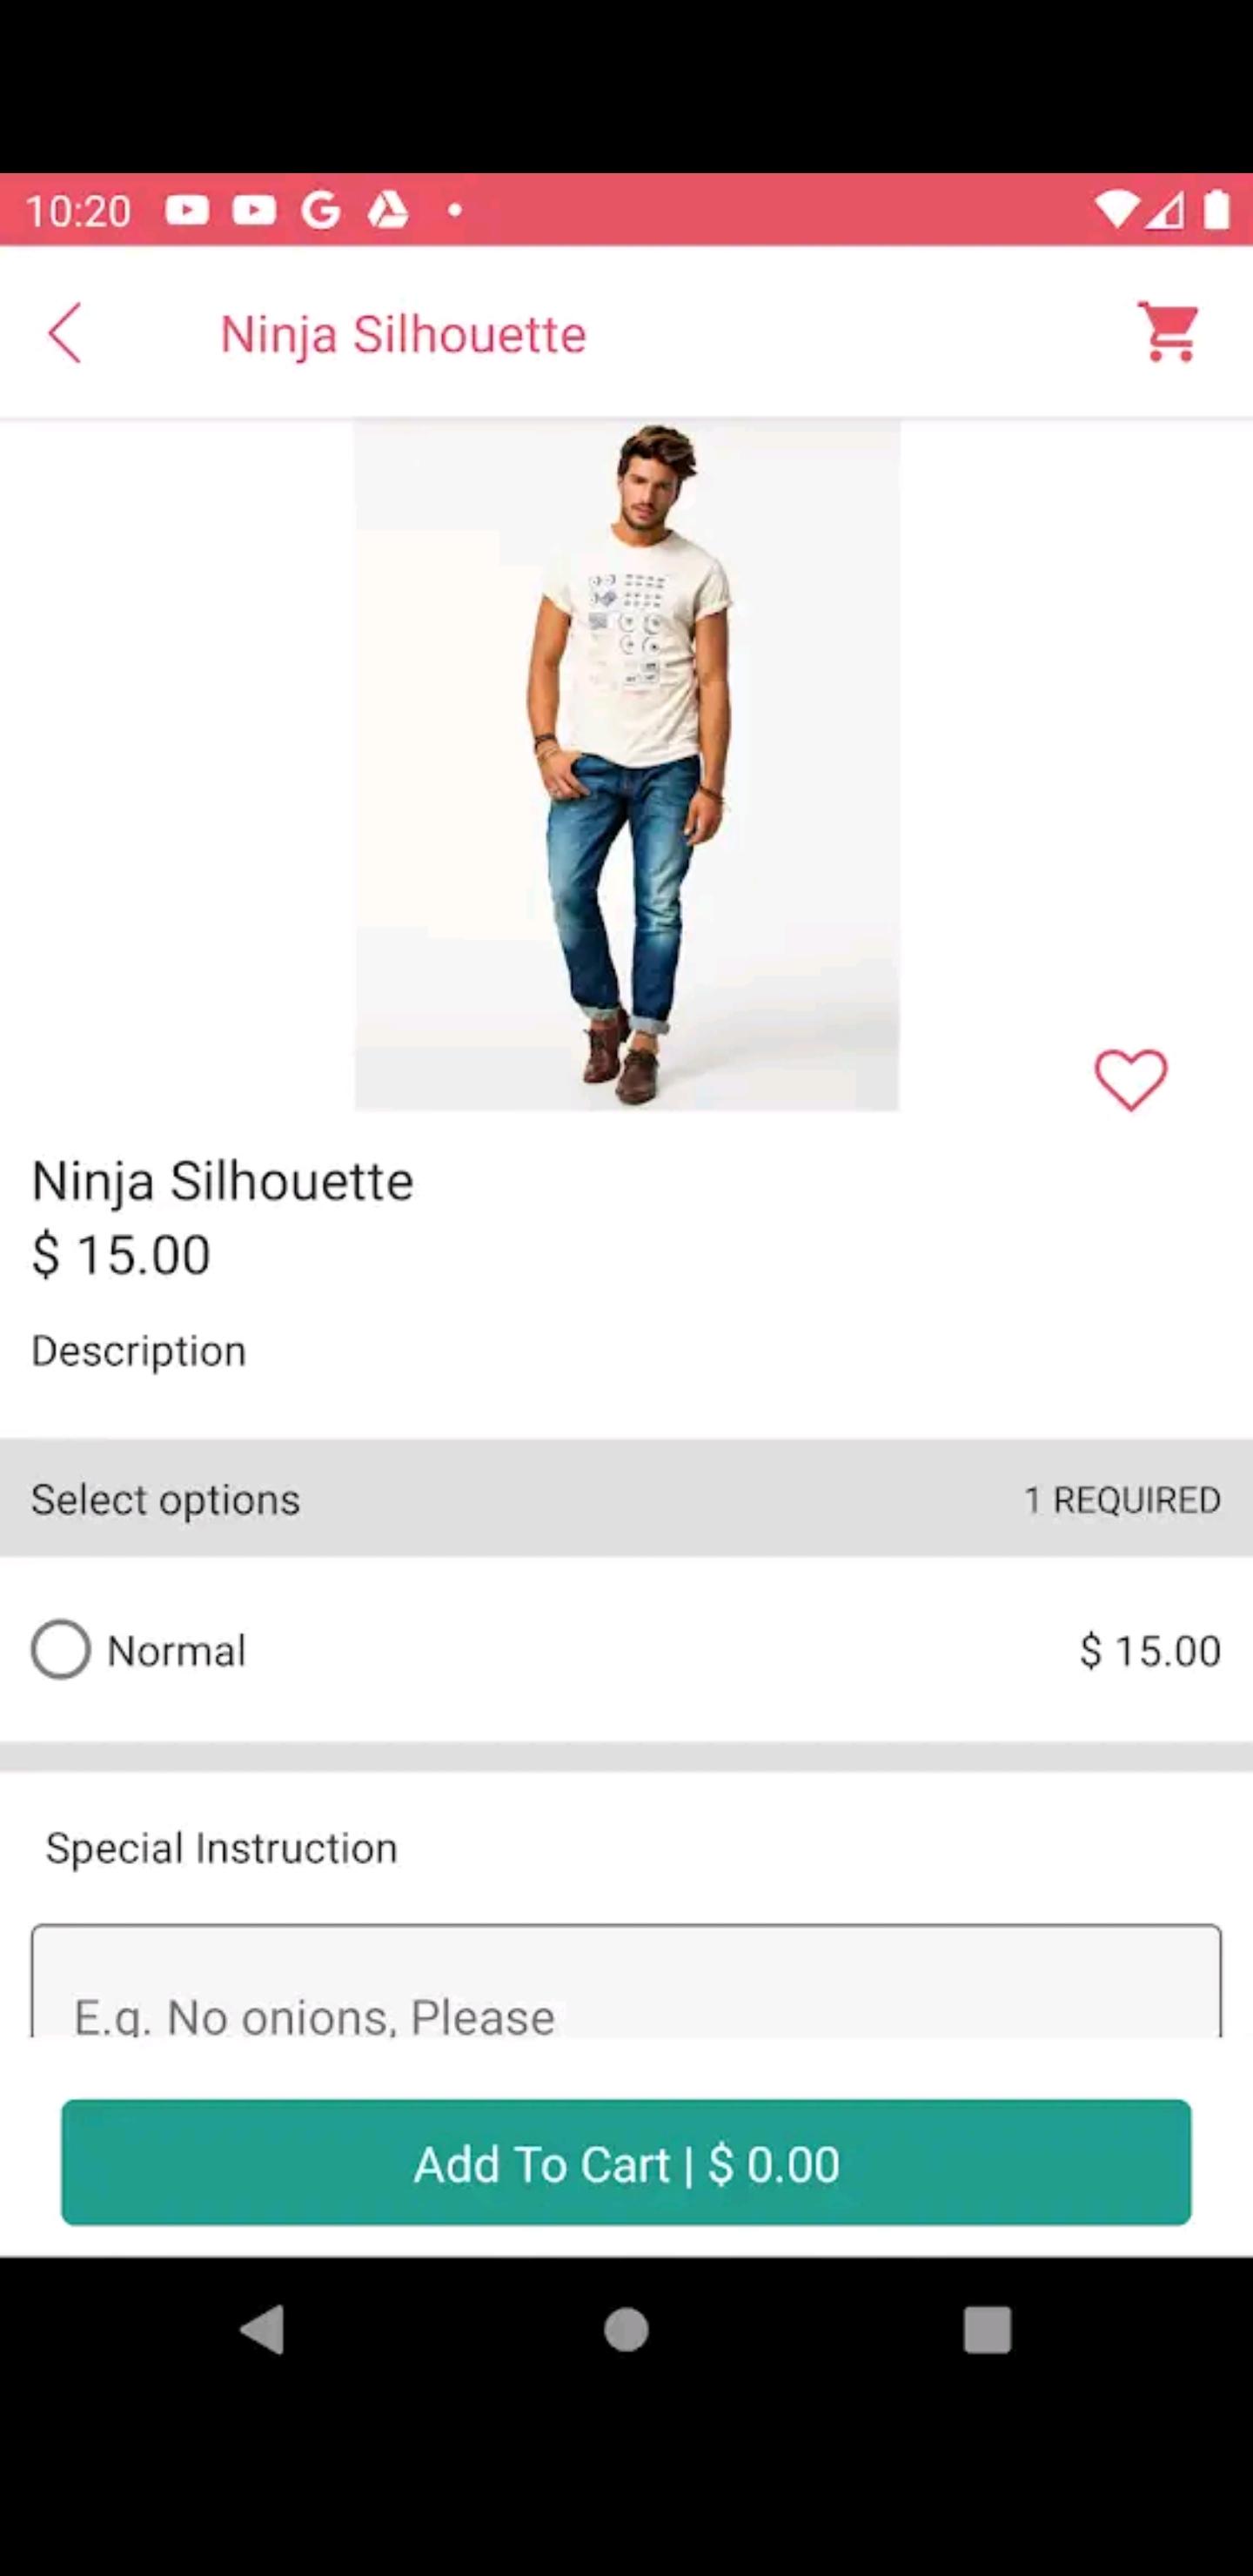 10:20
Ninja Silhouette
Ninja Silhouette
$ 15.00
Description
Select options 1 REQUIRED
Normal $ 15.00
Special Instruction
E.g. No onions, Please
Add To Cart | $ 0.00